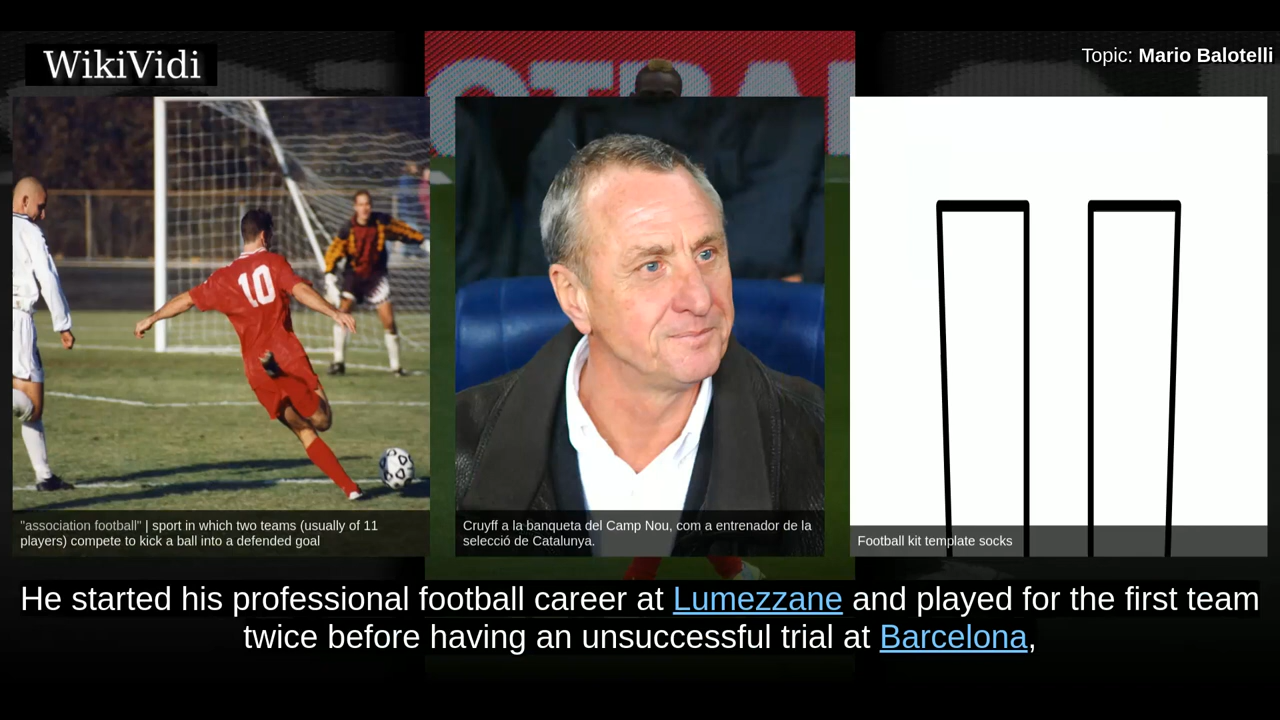 WikiVidi
Topic: Mario Balotelli
OTBA
10
"association football" | sport in which two teams (usually of 11
players) compete to kick a ball into a defended goal
Cruyff a la banqueta del Camp Nou, com a entrenador de la
selecció de Catalunya.
Football kit template socks
He started his professional football career at Lumezzane and played for the first team
twice before having an unsuccessful trial at Barcelona,